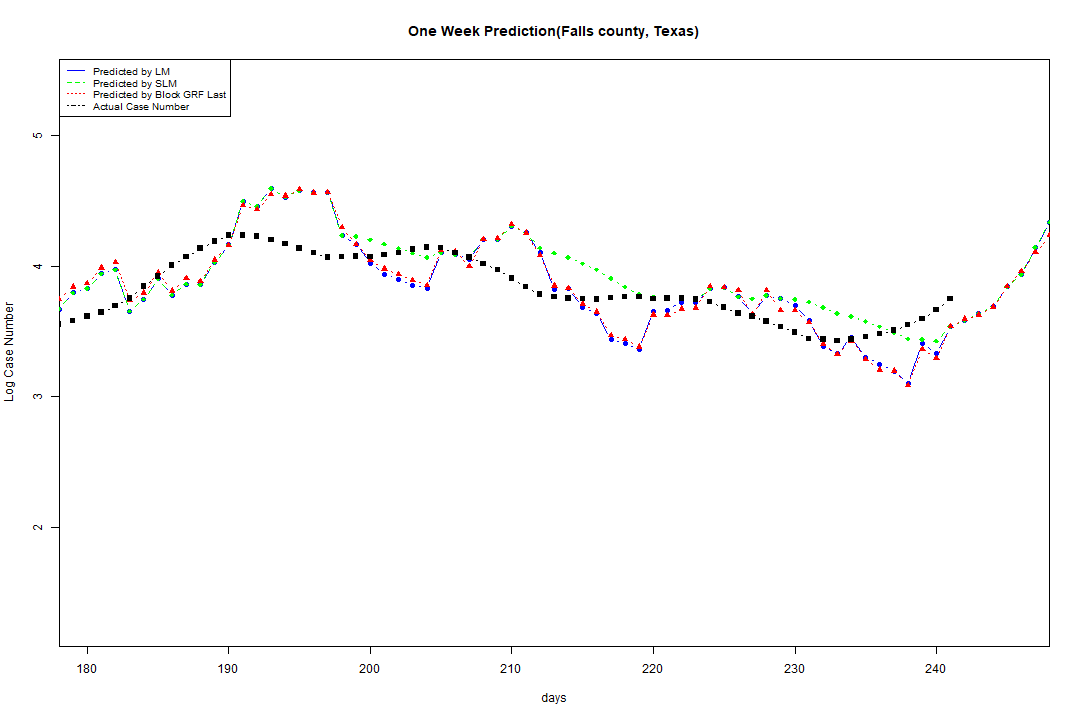 One Week Prediction(Falls county, Texas)
Predicted by LM
Predicted by SLM
Predicted by Block GRF Last
Actual Case Number
5
4
3
2
Log Case Number
180 190 200 210 220 230 240
days